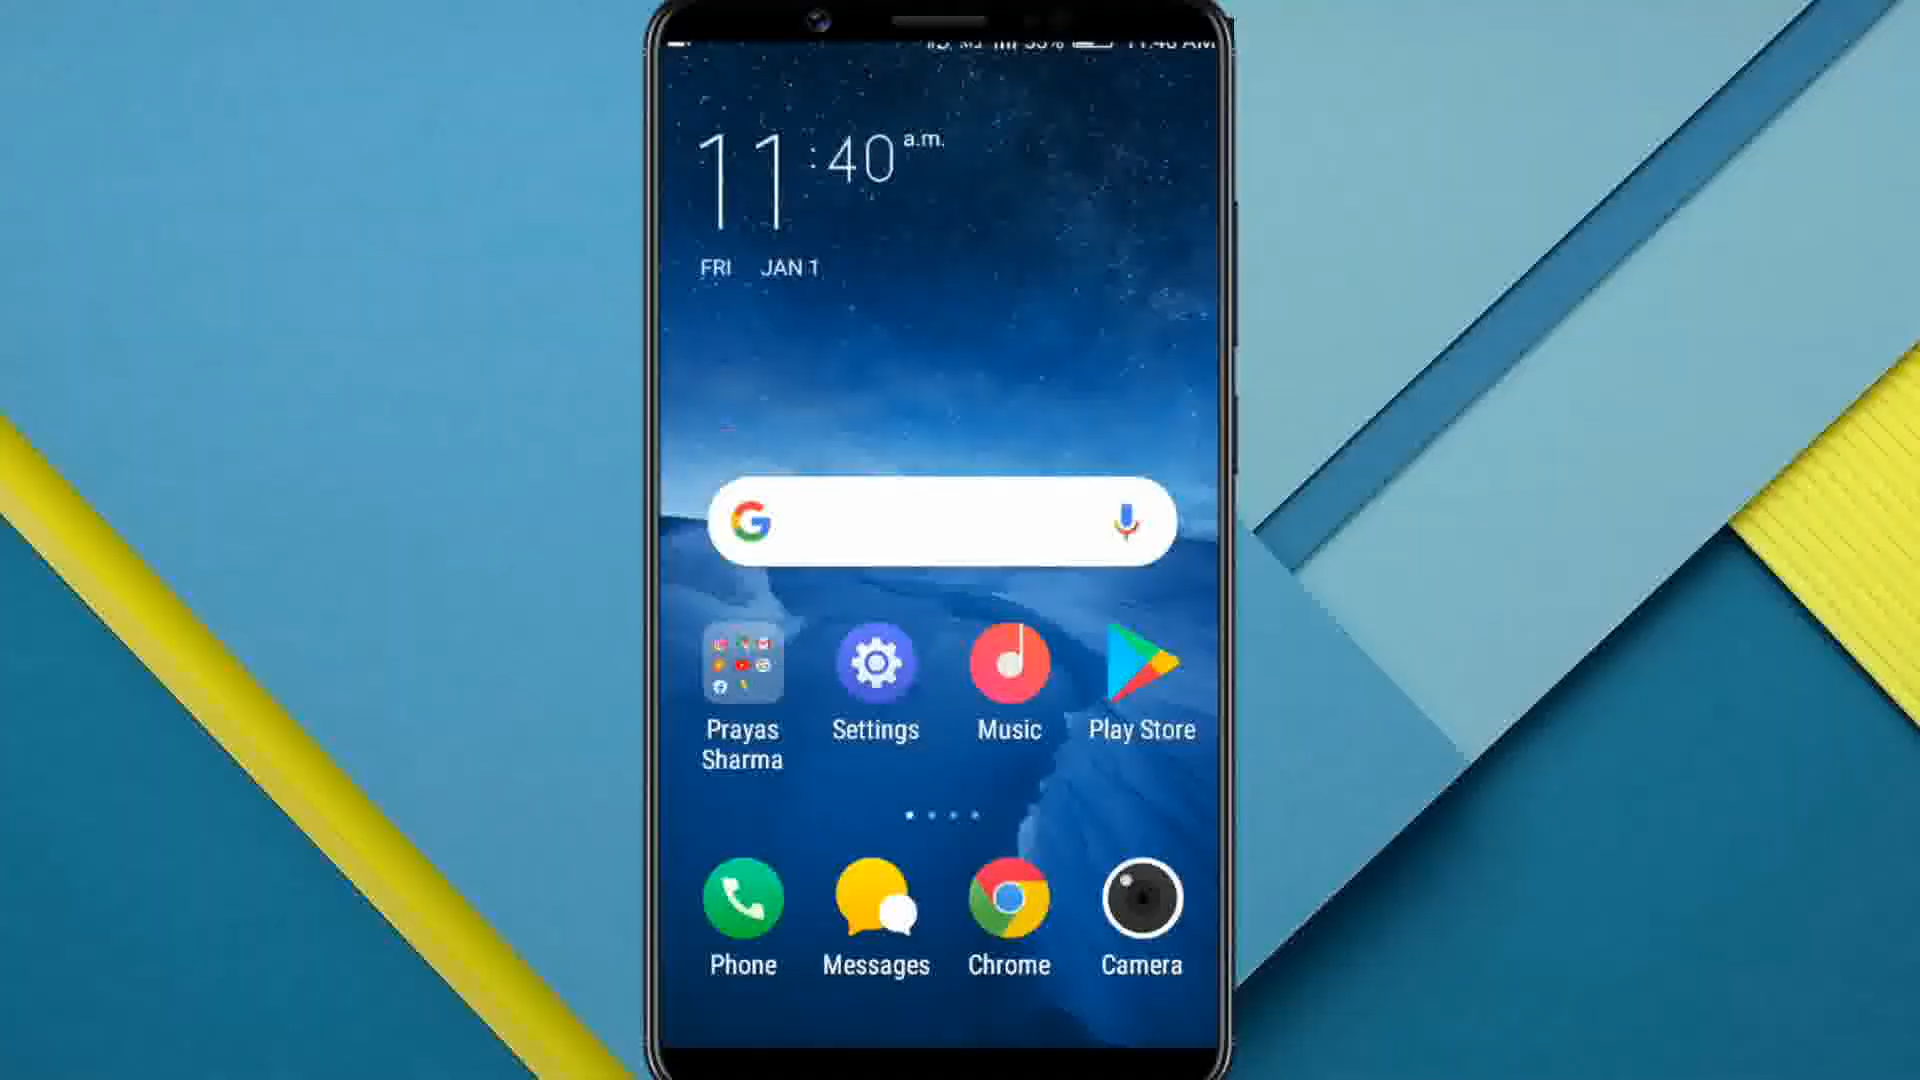 11:40 a.m.
FRI JAN 1
Prayas
Sharma
Settings
Music
Play Store
Phone
Messages
Chrome
Camera